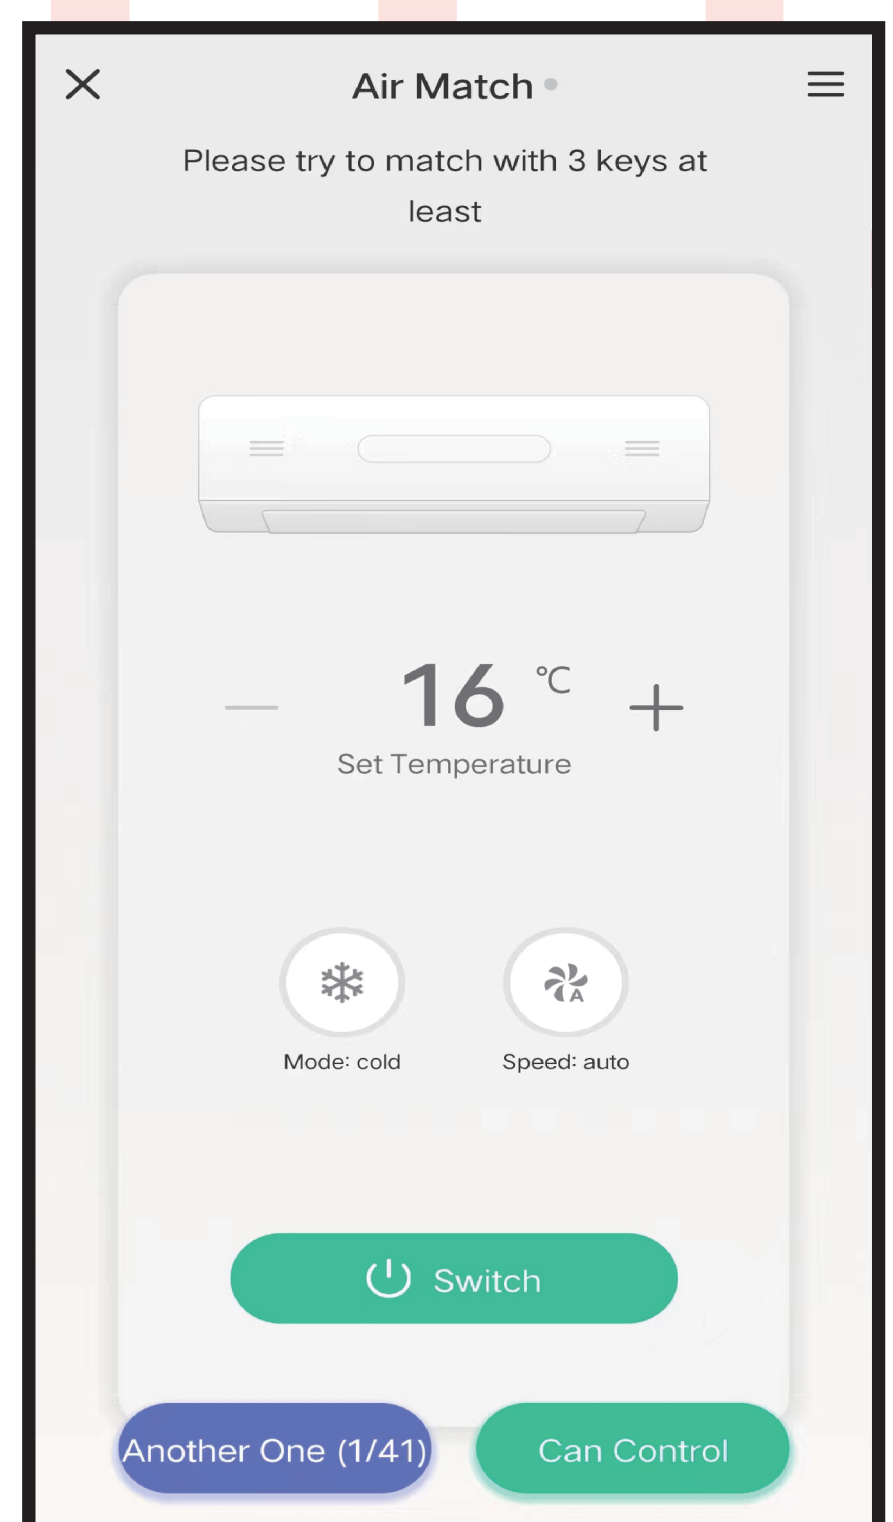 Air Match
Please try to match with 3 keys at
least
16 °C
Set Temperature
A
Mode: cold
Speed: auto
Switch
Another One (1/41)
Can Control